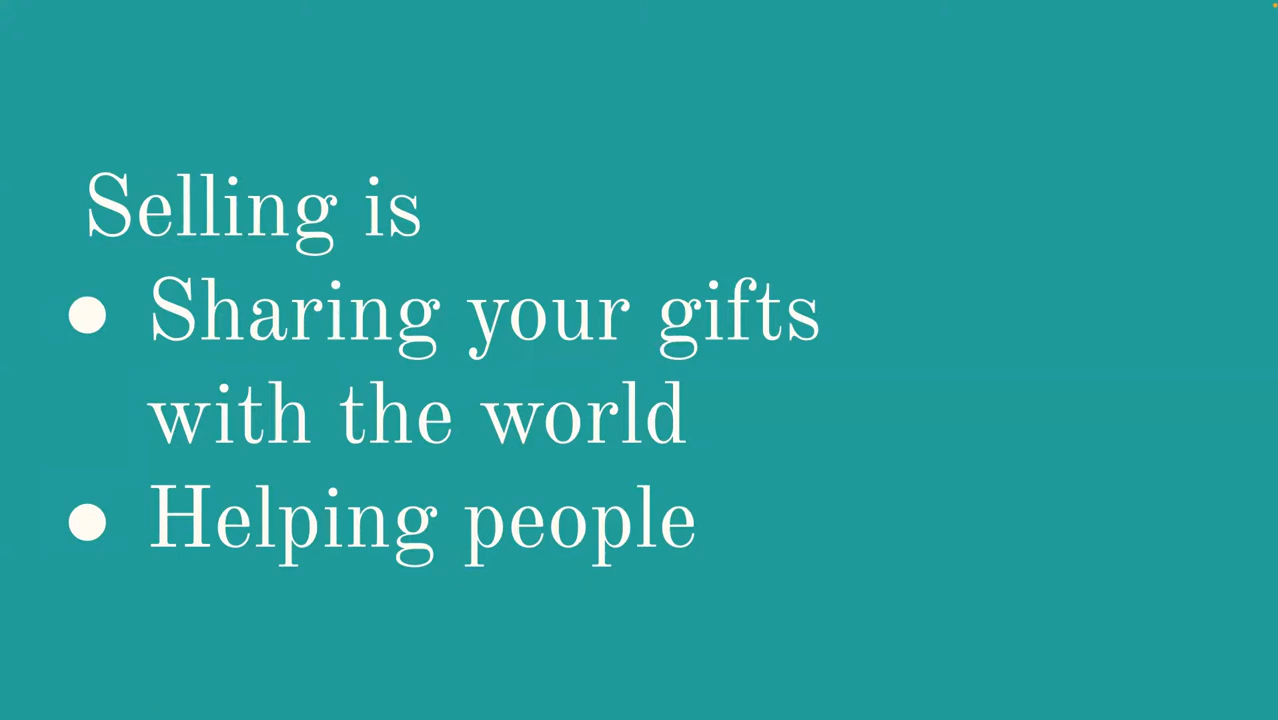 Selling is
● Sharing your gifts
with the world
● Helping people